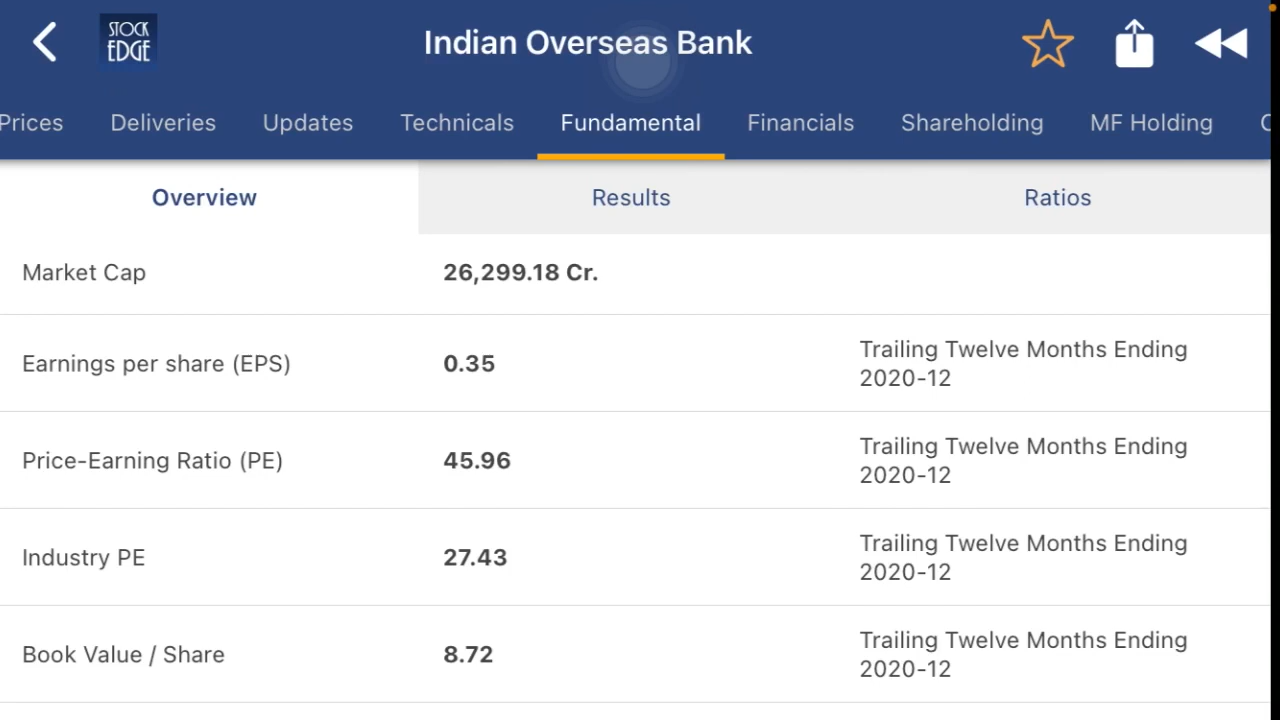 STOCK
EDGE
Indian Overseas Bank
Prices Deliveries Updates Technicals Fundamental Financials Shareholding MF Holding
Overview Results Ratios
Market Cap 26,299.18 Cr.
Earnings per share (EPS) 0.35 Trailing Twelve Months Ending
2020-12
Price-Earning Ratio (PE) 45.96 Trailing Twelve Months Ending
2020-12
Industry PE 27.43 Trailing Twelve Months Ending
2020-12
Book Value / Share 8.72 Trailing Twelve Months Ending
2020-12